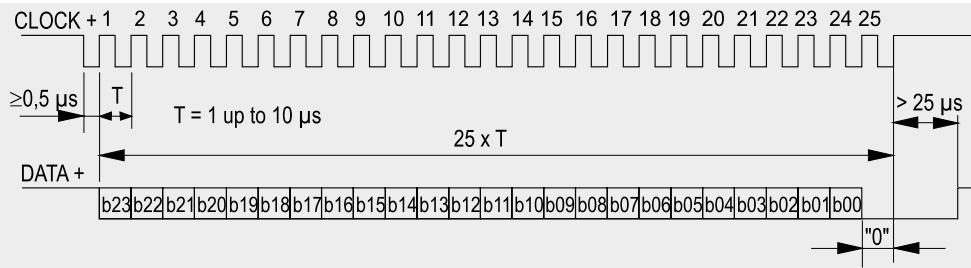 CLOCK + 1 2 3 4 5 6 7 8 9 10 11 12 13 14 15 16 17 18 19 20 21 22 23 24 25
≥0,5 µs
T
T = 1 up to 10 µs
> 25 µs
25 x T
DATA +
b23 b22 b21 b20 b19 b18 b17 b16 b15 b14 b13 b12 b11 b10 b09 b08 b07 b06 b05 b04 b03 b02 b01 b00
"0"